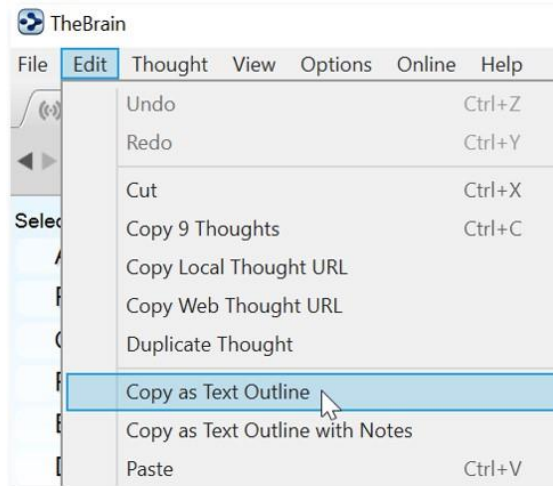 TheBrain
File Edit Thought View Options Online Help
Undo Ctrl+Z
Redo Ctrl+Y
Cut Ctrl+X
Selec
Copy 9 Thoughts Ctrl+C
Copy Local Thought URL
Copy Web Thought URL
Duplicate Thought
Copy as Text Outline
Copy as Text Outline with Notes
Paste Ctrl+V